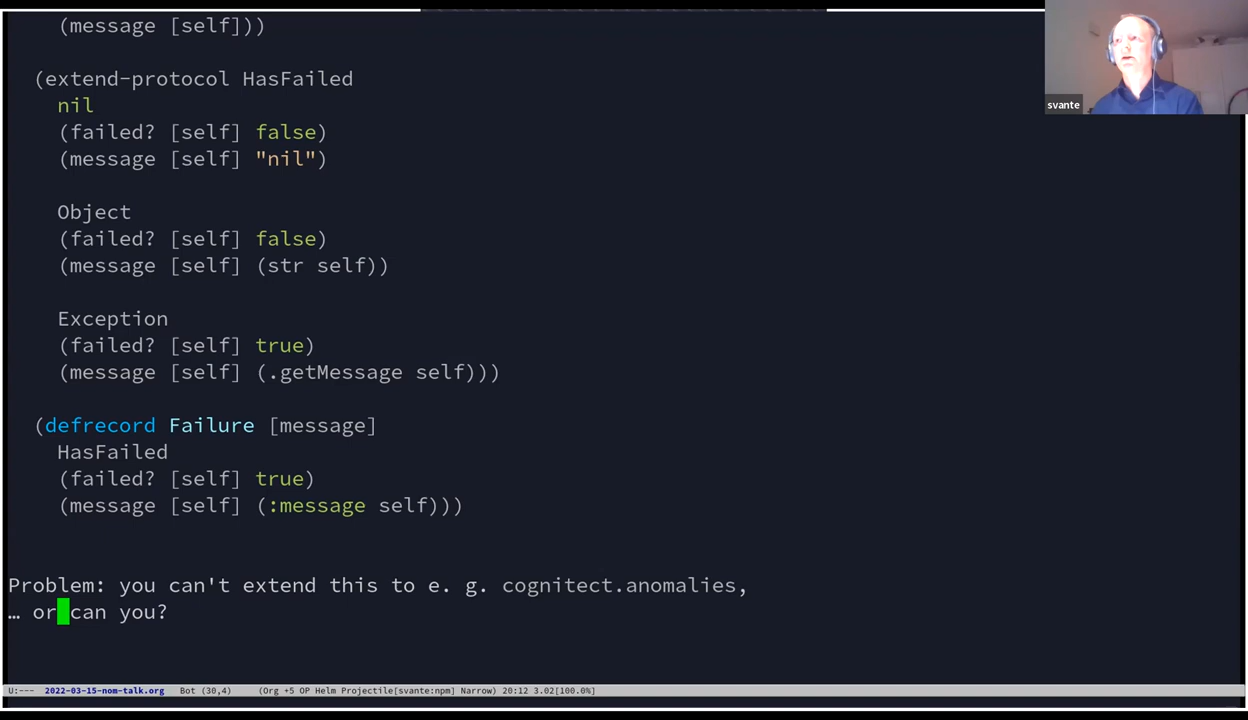 (message [self]))
(extend-protocol HasFailed
nil
(failed? [self] false)
(message [self] "nil")
Object
(failed? [self] false)
(message [self] (str self))
Exception
(failed? [self] true)
(message [self] (.getMessage self)))
(defrecord Failure [message]
HasFailed
(failed? [self] true)
(message [self] (:message self)))
Problem: you can't extend this to e. g. cognitect.anomalies,
… or can you?
U:--- 2022-03-15-nom-talk.org Bot (30,4) (Org +5 OP Helm Projectile[svante:npm] Narrow) 20:12 3.02[100.0%]
svante